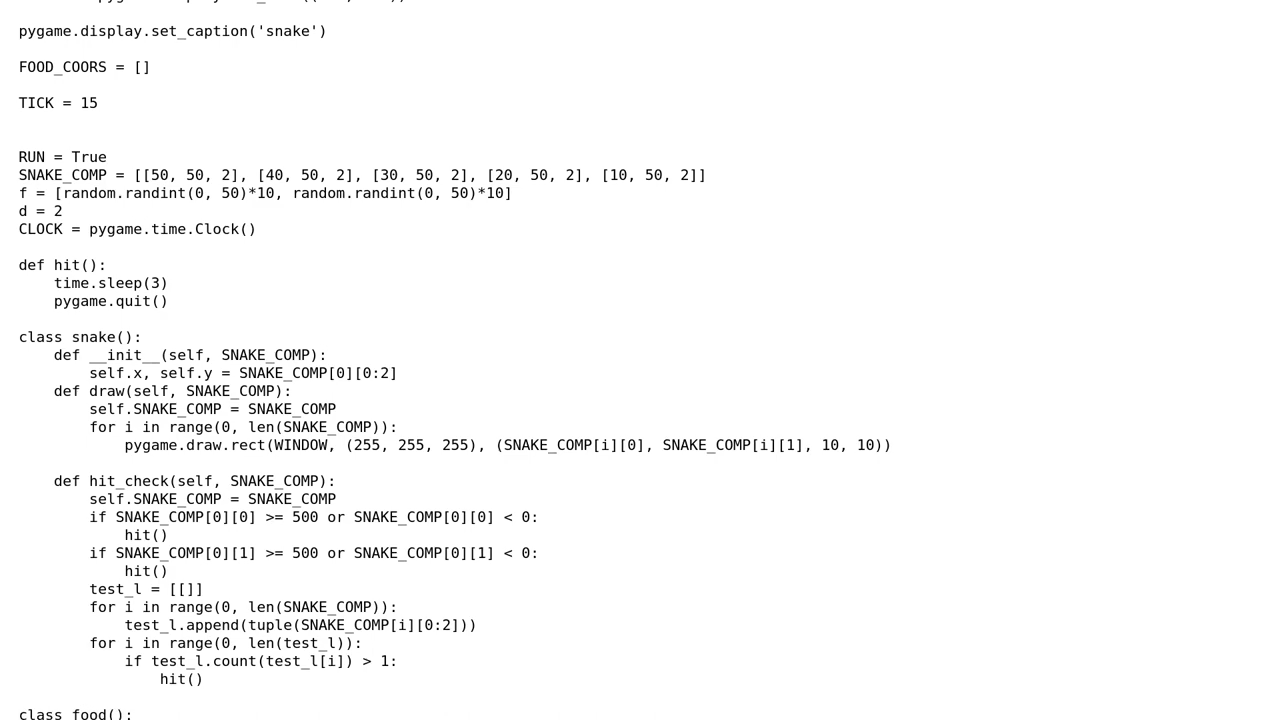 pygame.display.set_caption('snake')
FOOD_COORS = []
TICK = 15
RUN = True
SNAKE_COMP = [[50, 50, 2], [40, 50, 2], [30, 50, 2], [20, 50, 2], [10, 50, 2]]
f = [random.randint(0, 50)*10, random.randint(0, 50)*10]
d = 2
CLOCK = pygame.time.Clock()
def hit():
    time.sleep(3)
    pygame.quit()
class snake():
    def __init__(self, SNAKE_COMP):
        self.x, self.y = SNAKE_COMP[0][0:2]
    def draw(self, SNAKE_COMP):
        self.SNAKE_COMP = SNAKE_COMP
        for i in range(0, len(SNAKE_COMP)):
            pygame.draw.rect(WINDOW, (255, 255, 255), (SNAKE_COMP[i][0], SNAKE_COMP[i][1], 10, 10))
    def hit_check(self, SNAKE_COMP):
        self.SNAKE_COMP = SNAKE_COMP
        if SNAKE_COMP[0][0] >= 500 or SNAKE_COMP[0][0] < 0:
            hit()
        if SNAKE_COMP[0][1] >= 500 or SNAKE_COMP[0][1] < 0:
            hit()
        test_l = [[]]
        for i in range(0, len(SNAKE_COMP)):
            test_l.append(tuple(SNAKE_COMP[i][0:2]))
        for i in range(0, len(test_l)):
            if test_l.count(test_l[i]) > 1:
                hit()
class food():